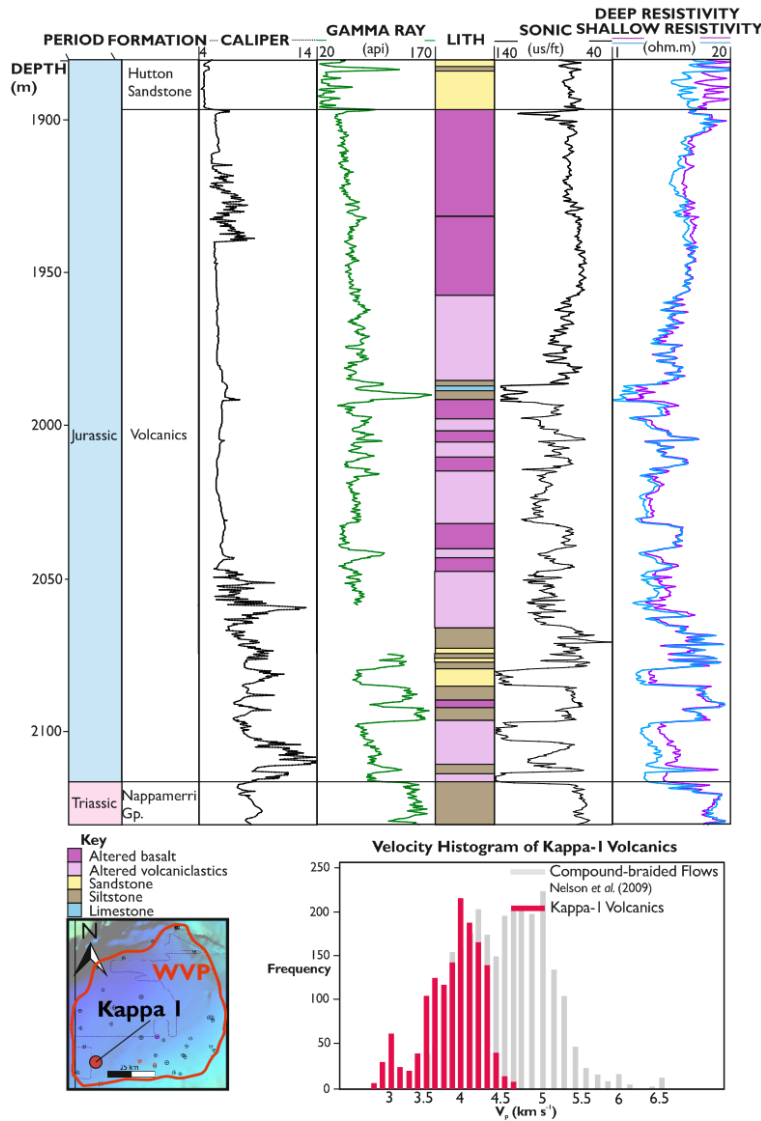 DEEP RESISTIVITY
PERIOD FORMATION CALIPER GAMMA RAY LITH SONIC SHALLOW RESISTIVITY
4 14 20 (api) 170 140 (us/ft) 40 1 (ohm.m) 20
DEPTH
(m)
Hutton
Sandstone
1900
1950
2000
Jurassic
Volcanics
2050
2100
Triassic
Nappamerri
Gp.
Key
Altered basalt
Altered volcaniclastics
Sandstone
Siltstone
Limestone
N
WVP
Kappa 1
25 km
Velocity Histogram of Kappa-1 Volcanics
250
200
150
100
50
0
Frequency
Compound-braided Flows
Nelson et al. (2009)
Kappa-1 Volcanics
3 3.5 4 4.5 5 5.5 6 6.5
Vp (km s⁻¹)